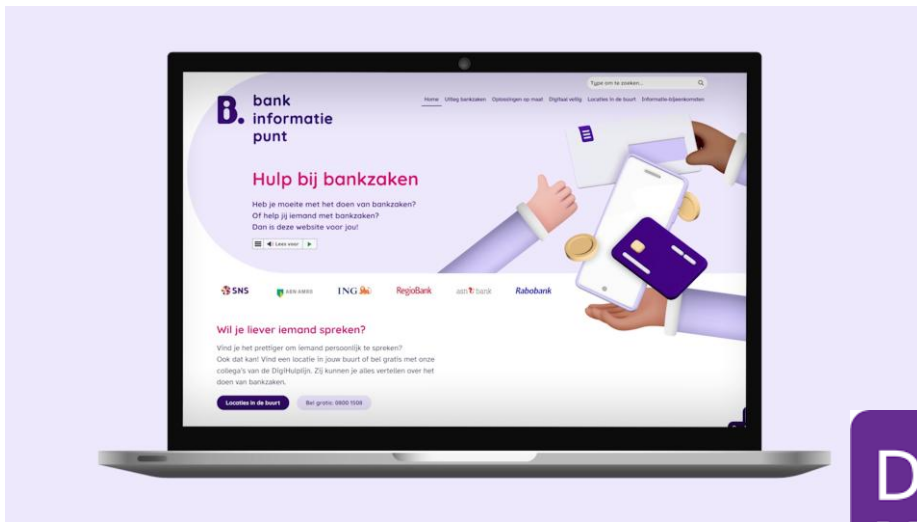 Type om te zoeken...
Home Uitleg bankzaken Oplossingen op maat Digitaal veilig Locaties in de buurt Informatie-bijeenkomsten
B.
bank
informatie
punt
Hulp bij bankzaken
Heb je moeite met het doen van bankzaken?
Of help jij iemand met bankzaken?
Dan is deze website voor jou!
Lees voor
SNS ABN·AMRO ING RegioBank asn bank Rabobank
Wil je liever iemand spreken?
Vind je het prettiger om iemand persoonlijk te spreken?
Ook dat kan! Vind een locatie in jouw buurt of bel gratis met onze
collega's van de DigiHulplijn. Zij kunnen je alles vertellen over het
doen van bankzaken.
Locaties in de buurt Bel gratis: 0800 1508
D